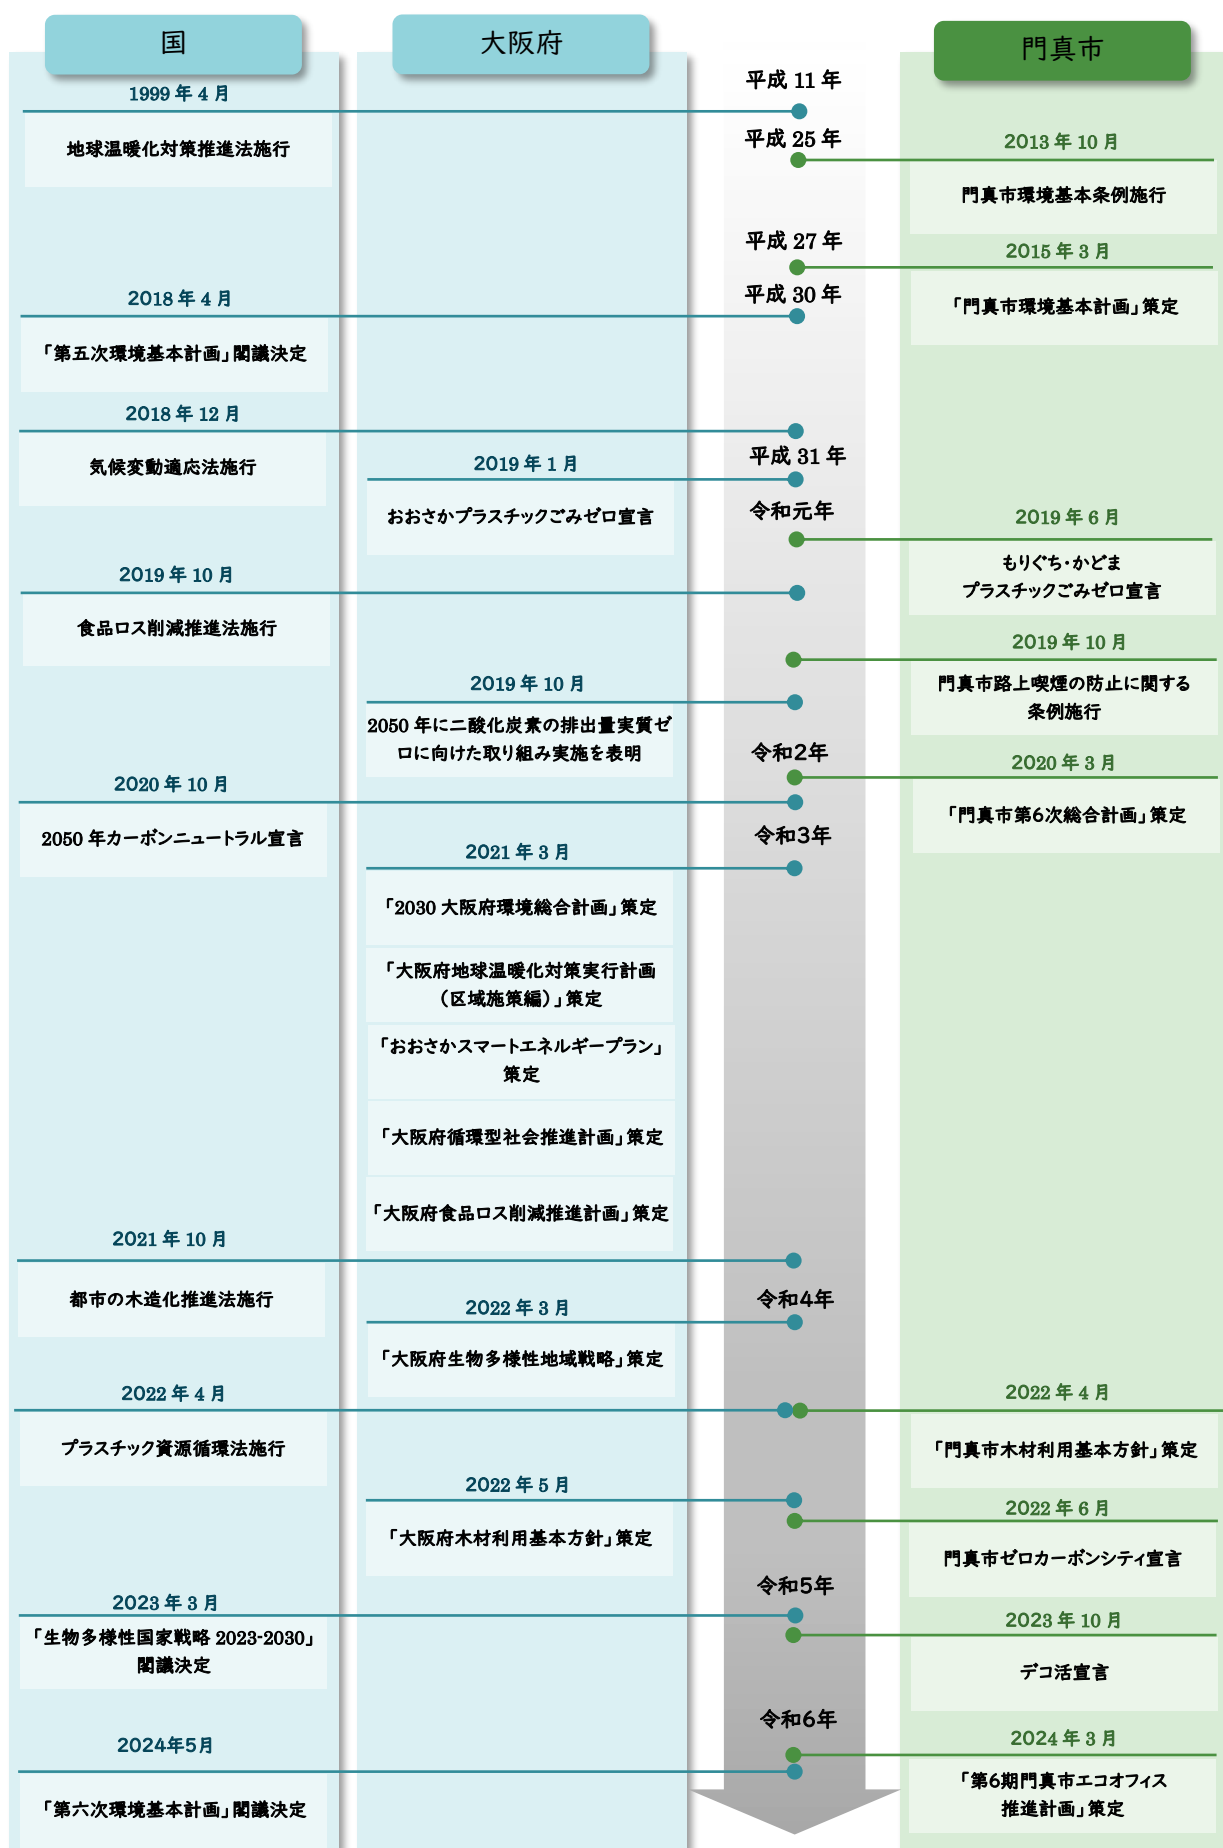 国
大阪府
門真市
平成 11 年
1999 年 4 月
地球温暖化対策推進法施行
平成 25 年
2013 年 10 月
門真市環境基本条例施行
平成 27 年
2015 年 3 月
「門真市環境基本計画」策定
平成 30 年
2018 年 4 月
「第五次環境基本計画」閣議決定
2018 年 12 月
気候変動適応法施行
平成 31 年
2019 年 1 月
おおさかプラスチックごみゼロ宣言
令和元年
2019 年 6 月
もりぐち・かどま
プラスチックごみゼロ宣言
2019 年 10 月
食品ロス削減推進法施行
2019 年 10 月
門真市路上喫煙の防止に関する
条例施行
2019 年 10 月
2050 年に二酸化炭素の排出量実質ゼ
ロに向けた取り組み実施を表明
令和2年
2020 年 3 月
「門真市第6次総合計画」策定
2020 年 10 月
2050 年カーボンニュートラル宣言
令和3年
2021 年 3 月
「2030 大阪府環境総合計画」策定
「大阪府地球温暖化対策実行計画
（区域施策編）」策定
「おおさかスマートエネルギープラン」
策定
「大阪府循環型社会推進計画」策定
「大阪府食品ロス削減推進計画」策定
2021 年 10 月
都市の木造化推進法施行
令和4年
2022 年 3 月
「大阪府生物多様性地域戦略」策定
2022 年 4 月
プラスチック資源循環法施行
2022 年 4 月
「門真市木材利用基本方針」策定
2022 年 5 月
「大阪府木材利用基本方針」策定
2022 年 6 月
門真市ゼロカーボンシティ宣言
令和5年
2023 年 3 月
「生物多様性国家戦略 2023-2030」
閣議決定
2023 年 10 月
デコ活宣言
令和6年
2024 年 3 月
「第6期門真市エコオフィス
推進計画」策定
2024年5月
「第六次環境基本計画」閣議決定